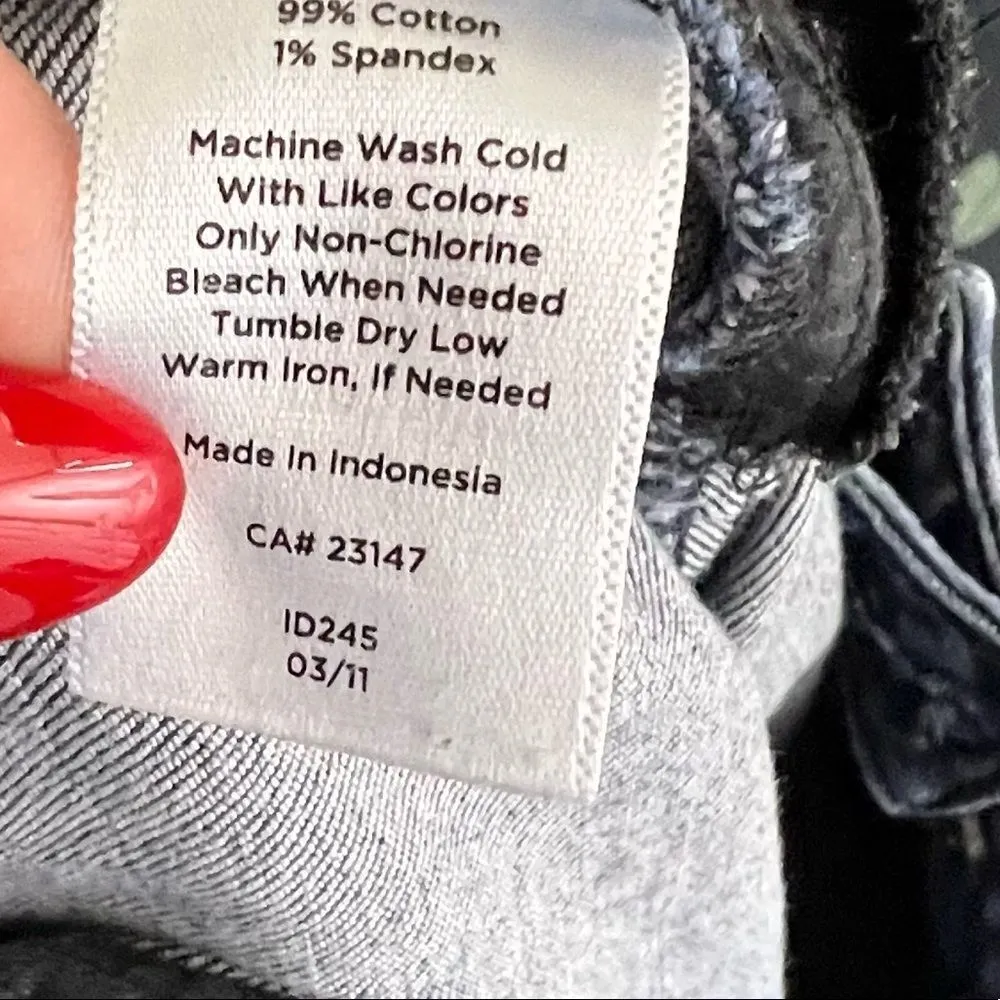 99% Cotton
1% Spandex
Machine Wash Cold
With Like Colors
Only Non-Chlorine
Bleach When Needed
Tumble Dry Low
Warm Iron, If Needed
Made In Indonesia
CA# 23147
ID245
03/11